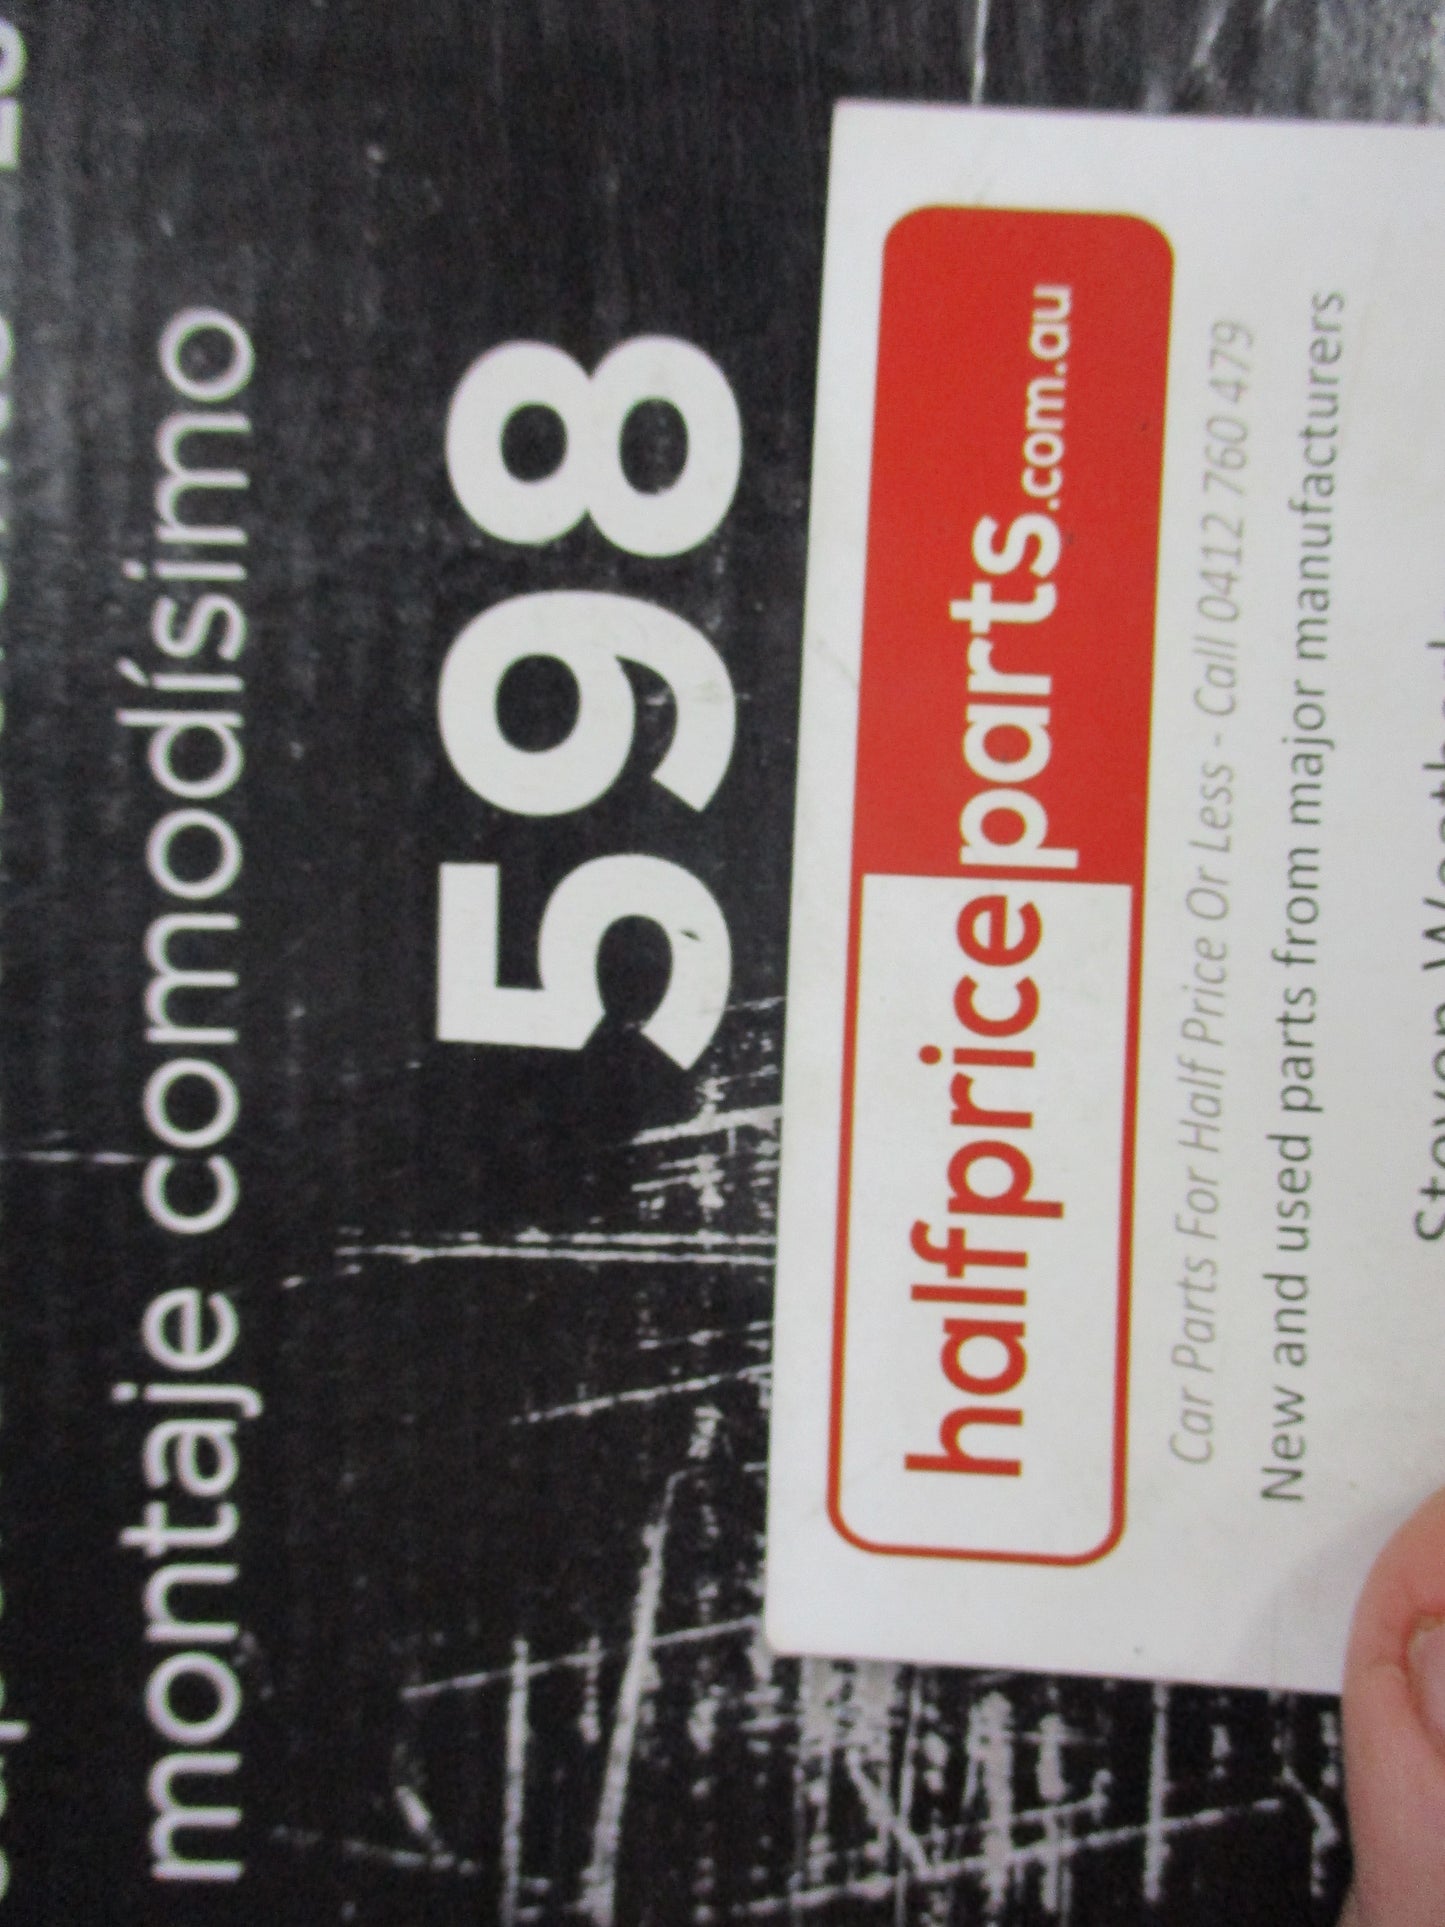 montaje comodísimo
598
halfpriceparts.com.au
Car Parts For Half Price Or Less - Call 0412 760 479
New and used parts from major manufacturers